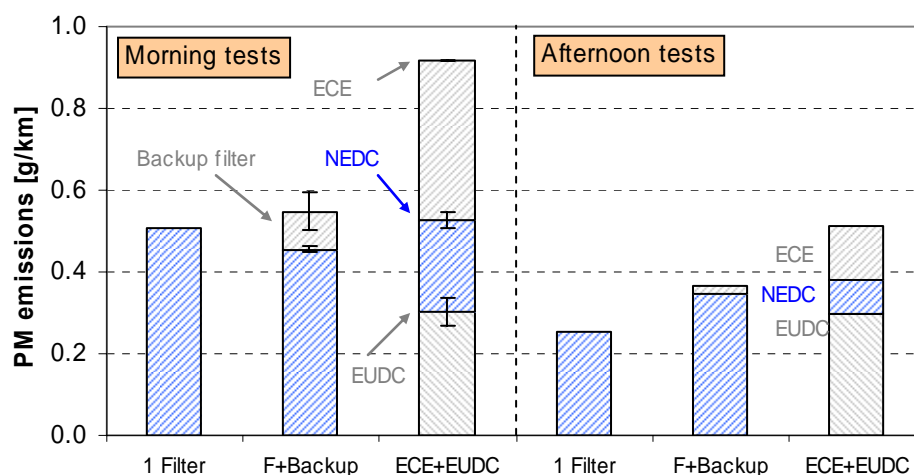 PM emissions [g/km]
1.0
0.8
0.6
0.4
0.2
0.0
Morning tests
Afternoon tests
ECE
Backup filter
NEDC
EUDC
ECE
NEDC
EUDC
1 Filter
F+Backup
ECE+EUDC
1 Filter
F+Backup
ECE+EUDC